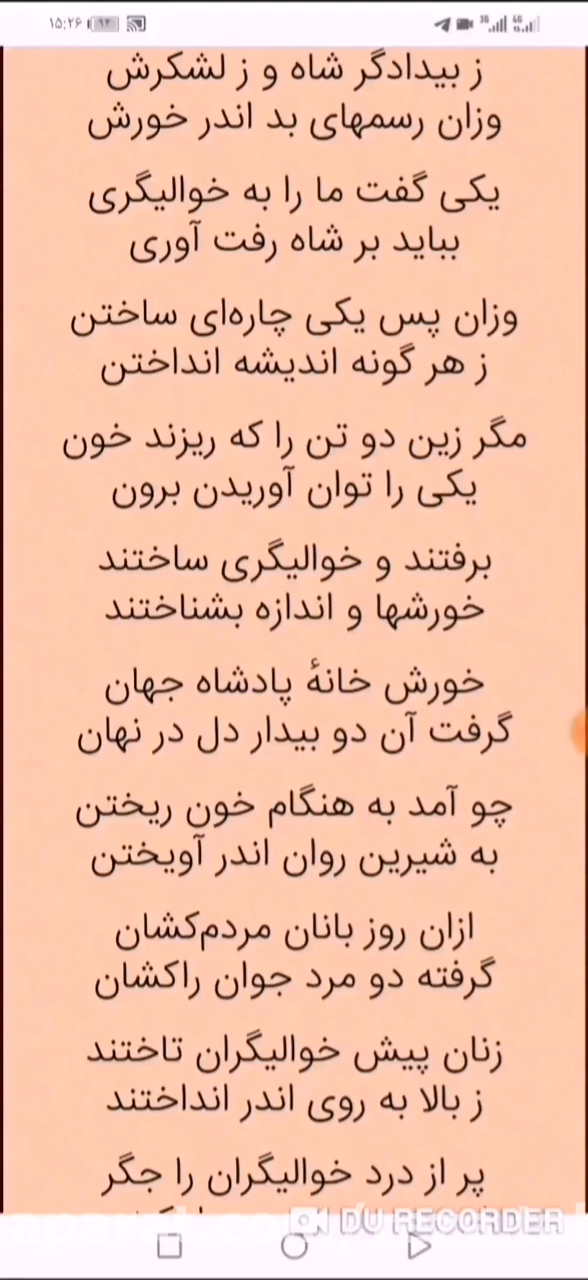 ۱۵:۲۶ ۹۲ 3G 4G
ز بیدادگر شاه و ز لشکرش
وزان رسمهای بد اندر خورش
یکی گفت ما را به خوالیگری
بباید بر شاه رفت آوری
وزان پس یکی چاره‌ای ساختن
ز هر گونه اندیشه انداختن
مگر زین دو تن را که ریزند خون
یکی را توان آوریدن برون
برفتند و خوالیگری ساختند
خورشها و اندازه بشناختند
خورش خانهٔ پادشاه جهان
گرفت آن دو بیدار دل در نهان
چو آمد به هنگام خون ریختن
به شیرین روان اندر آویختن
ازان روز بانان مردم‌کشان
گرفته دو مرد جوان راکشان
زنان پیش خوالیگران تاختند
ز بالا به روی اندر انداختند
پر از درد خوالیگران را جگر
DU RECORDER